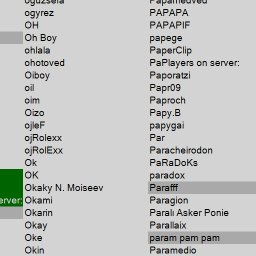 oguzsefa
ogyrez
OH
Oh Boy
ohlala
ohotoved
Oiboy
oil
oim
Oizo
ojleF
ojRolexx
ojRolExx
Ok
OK
Okaky N. Moiseev
Okami
Okarin
Okay
Oke
Okin
erver:
Papamedved
PAPAPA
PAPAPIF
papege
PaperClip
PaPlayers on server:
Paporatzi
Papr09
Paproch
Papy.B
papygai
Par
Paracheirodon
PaRaDoKs
paradox
Parafff
Paragion
Paralı Asker Ponie
Parallaix
param pam pam
Paramedio